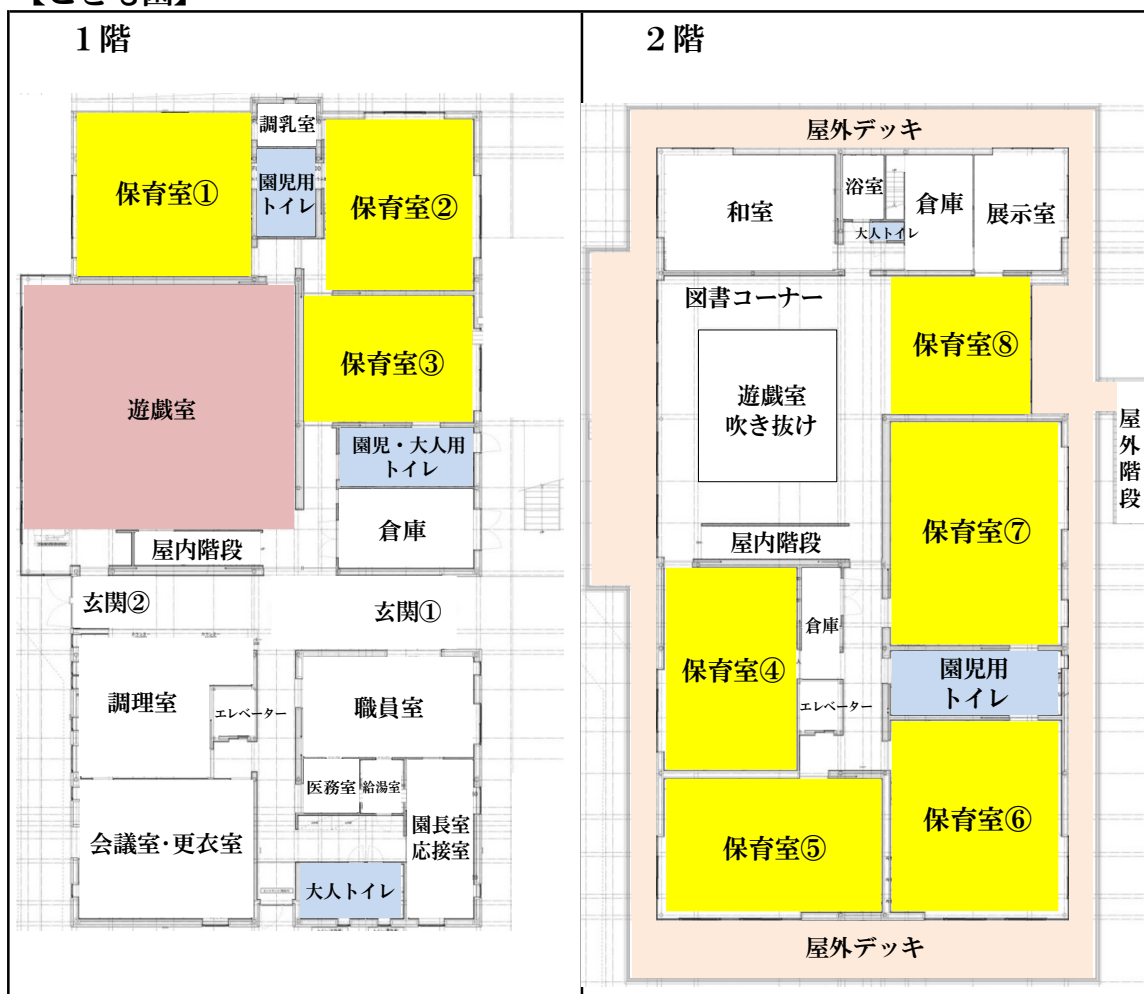 【こども園】
1階
調乳室
保育室①
園児用
トイレ
保育室②
保育室③
遊戯室
園児・大人用
トイレ
倉庫
屋内階段
玄関②
玄関①
調理室
エレベーター
職員室
医務室
給湯室
園長室
応接室
会議室・更衣室
大人トイレ
2階
屋外デッキ
和室
浴室
大人トイレ
倉庫
展示室
図書コーナー
保育室⑧
遊戯室
吹き抜け
屋外階段
保育室⑦
屋内階段
倉庫
保育室④
エレベーター
園児用
トイレ
保育室⑤
保育室⑥
屋外デッキ